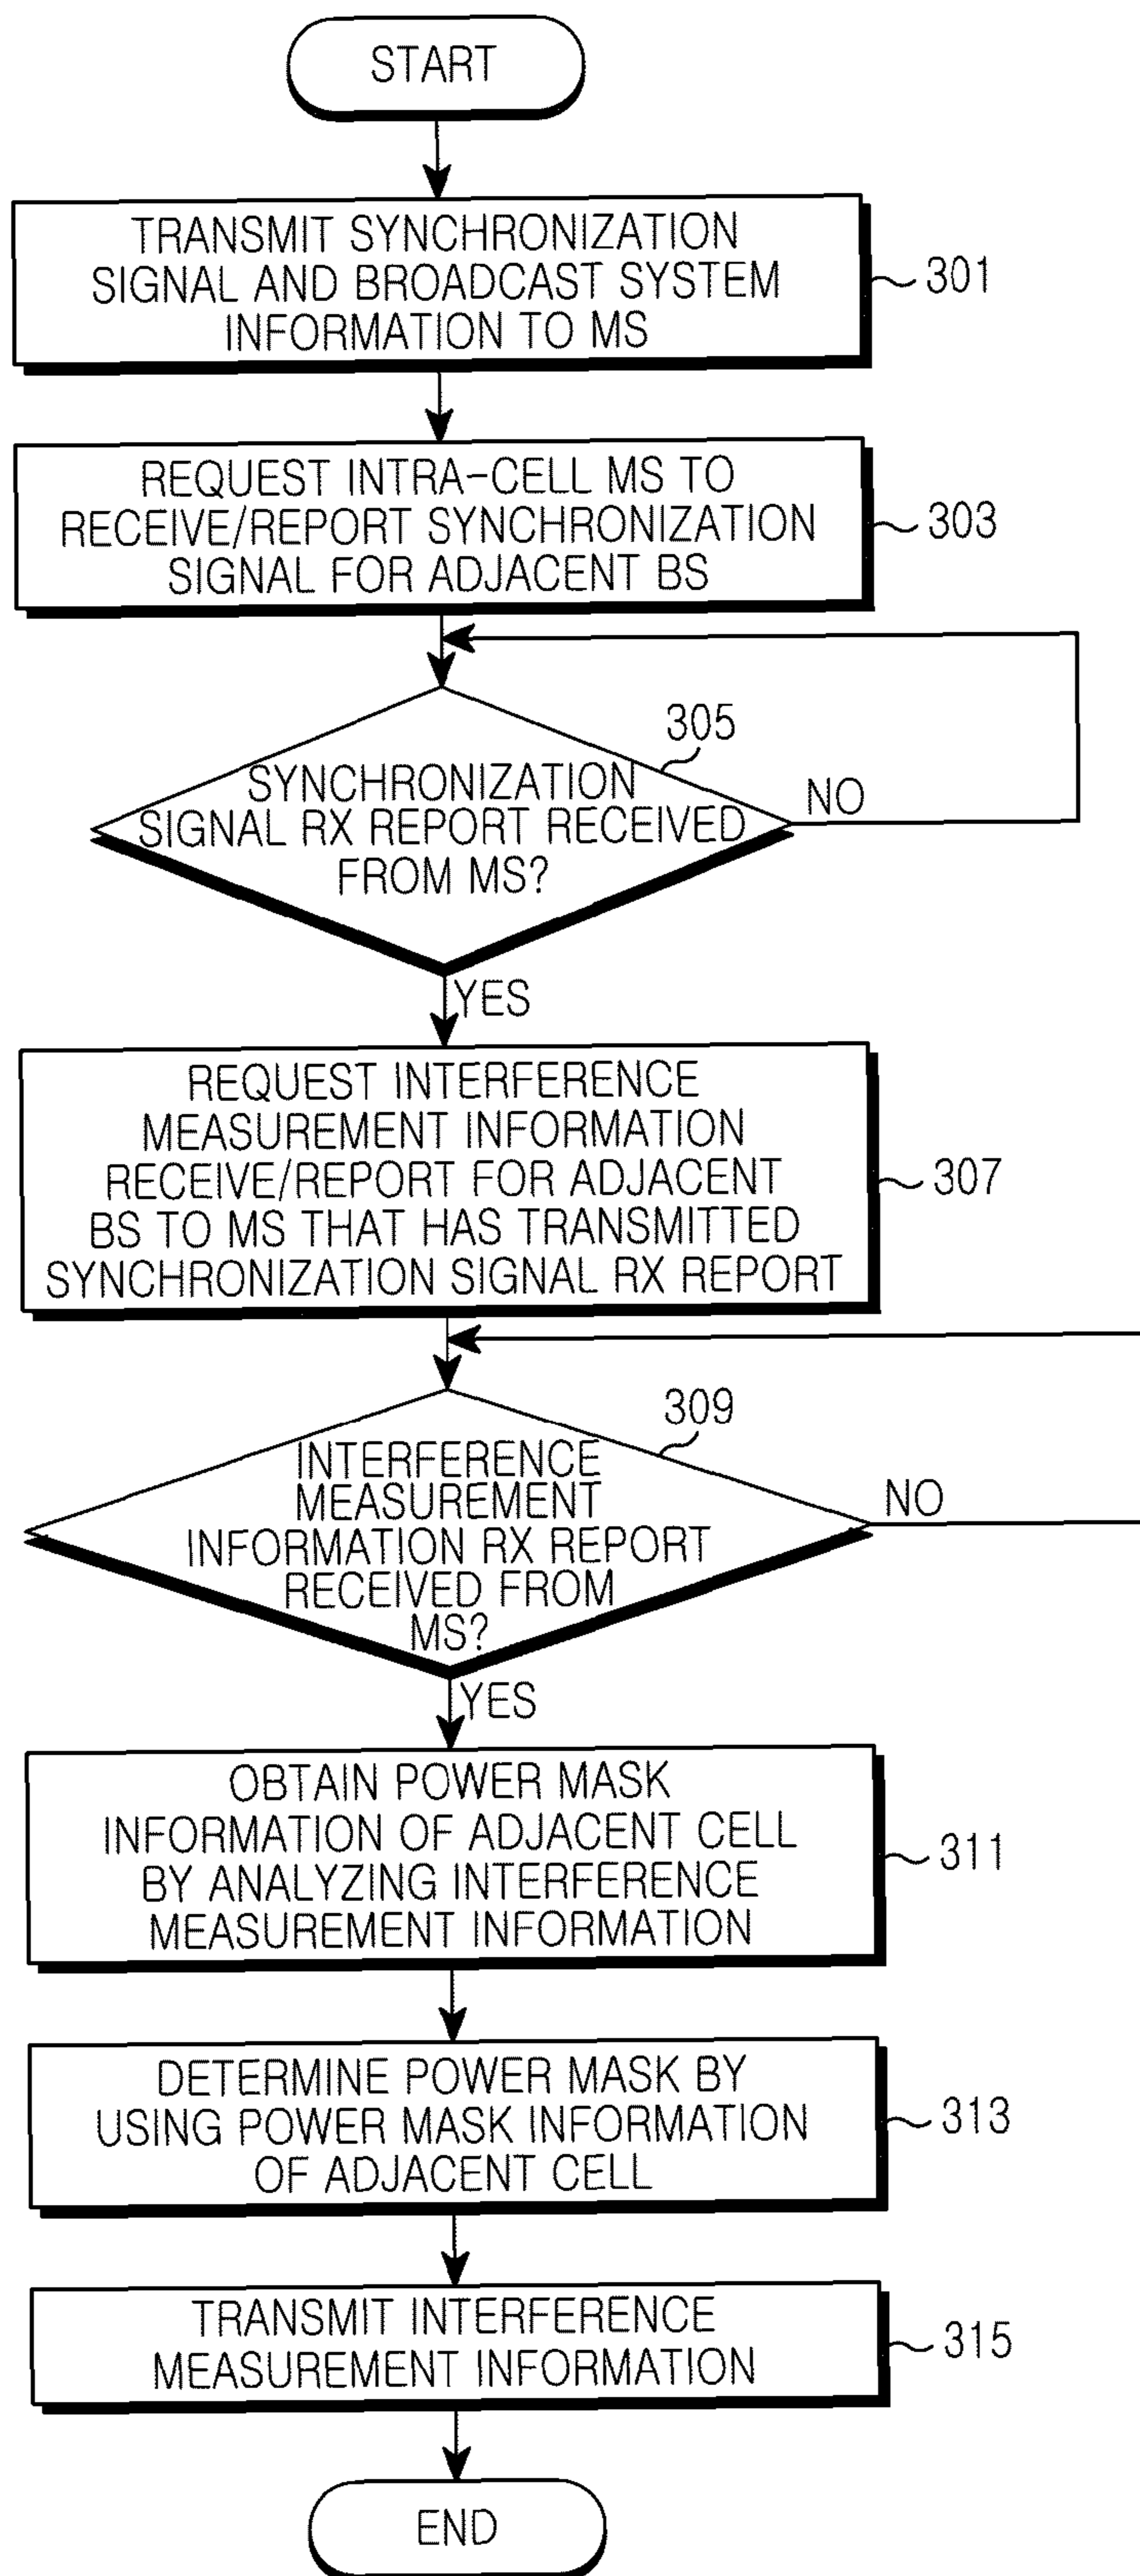 START
TRANSMIT SYNCHRONIZATION
SIGNAL AND BROADCAST SYSTEM
INFORMATION TO MS
301
REQUEST INTRA-CELL MS TO
RECEIVE/REPORT SYNCHRONIZATION
SIGNAL FOR ADJACENT BS
303
305
SYNCHRONIZATION
SIGNAL RX REPORT RECEIVED
FROM MS?
NO
YES
REQUEST INTERFERENCE
MEASUREMENT INFORMATION
RECEIVE/REPORT FOR ADJACENT
BS TO MS THAT HAS TRANSMITTED
SYNCHRONIZATION SIGNAL RX REPORT
307
309
INTERFERENCE
MEASUREMENT
INFORMATION RX REPORT
RECEIVED FROM
MS?
NO
YES
OBTAIN POWER MASK
INFORMATION OF ADJACENT CELL
BY ANALYZING INTERFERENCE
MEASUREMENT INFORMATION
311
DETERMINE POWER MASK BY
USING POWER MASK INFORMATION
OF ADJACENT CELL
313
TRANSMIT INTERFERENCE
MEASUREMENT INFORMATION
315
END